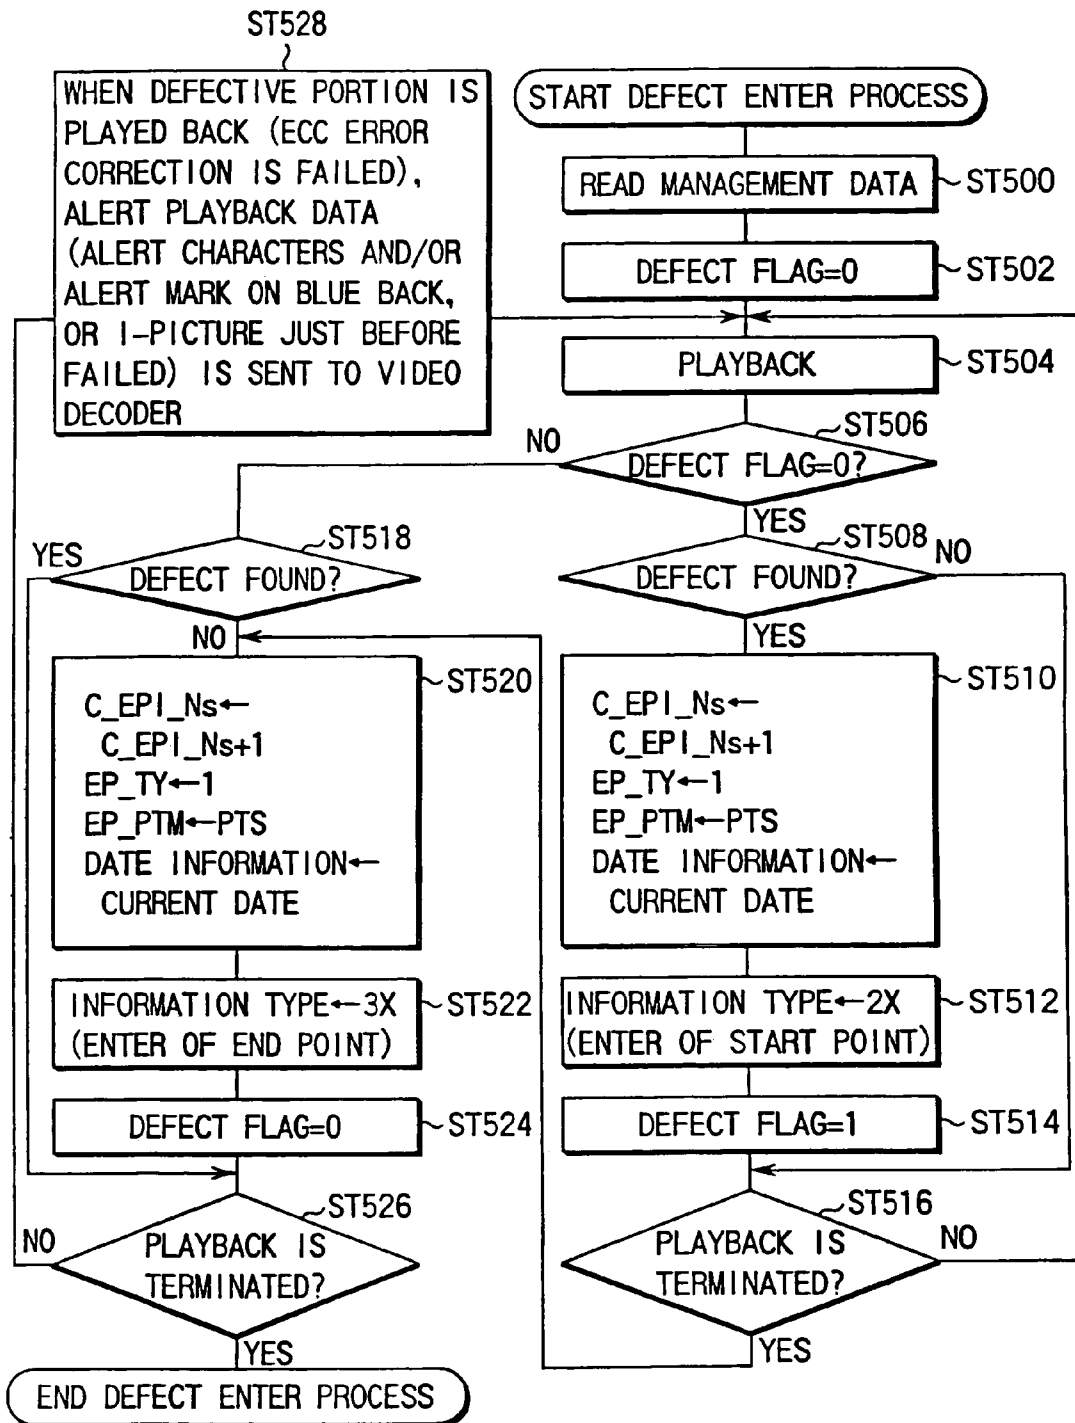 ST528
WHEN DEFECTIVE PORTION IS
PLAYED BACK (ECC ERROR
CORRECTION IS FAILED),
ALERT PLAYBACK DATA
(ALERT CHARACTERS AND/OR
ALERT MARK ON BLUE BACK,
OR I-PICTURE JUST BEFORE
FAILED) IS SENT TO VIDEO
DECODER
START DEFECT ENTER PROCESS
READ MANAGEMENT DATA
ST500
DEFECT FLAG=0
ST502
PLAYBACK
ST504
ST506
NO
DEFECT FLAG=0?
YES
ST518
YES
DEFECT FOUND?
NO
ST508
NO
DEFECT FOUND?
YES
ST520
C_EPI_Ns←
C_EPI_Ns+1
EP_TY←1
EP_PTM←PTS
DATE INFORMATION←
CURRENT DATE
ST510
C_EPI_Ns←
C_EPI_Ns+1
EP_TY←1
EP_PTM←PTS
DATE INFORMATION←
CURRENT DATE
INFORMATION TYPE←3X
(ENTER OF END POINT)
ST522
INFORMATION TYPE←2X
(ENTER OF START POINT)
ST512
DEFECT FLAG=0
ST524
DEFECT FLAG=1
ST514
ST526
NO
PLAYBACK IS
TERMINATED?
YES
ST516
NO
PLAYBACK IS
TERMINATED?
YES
END DEFECT ENTER PROCESS